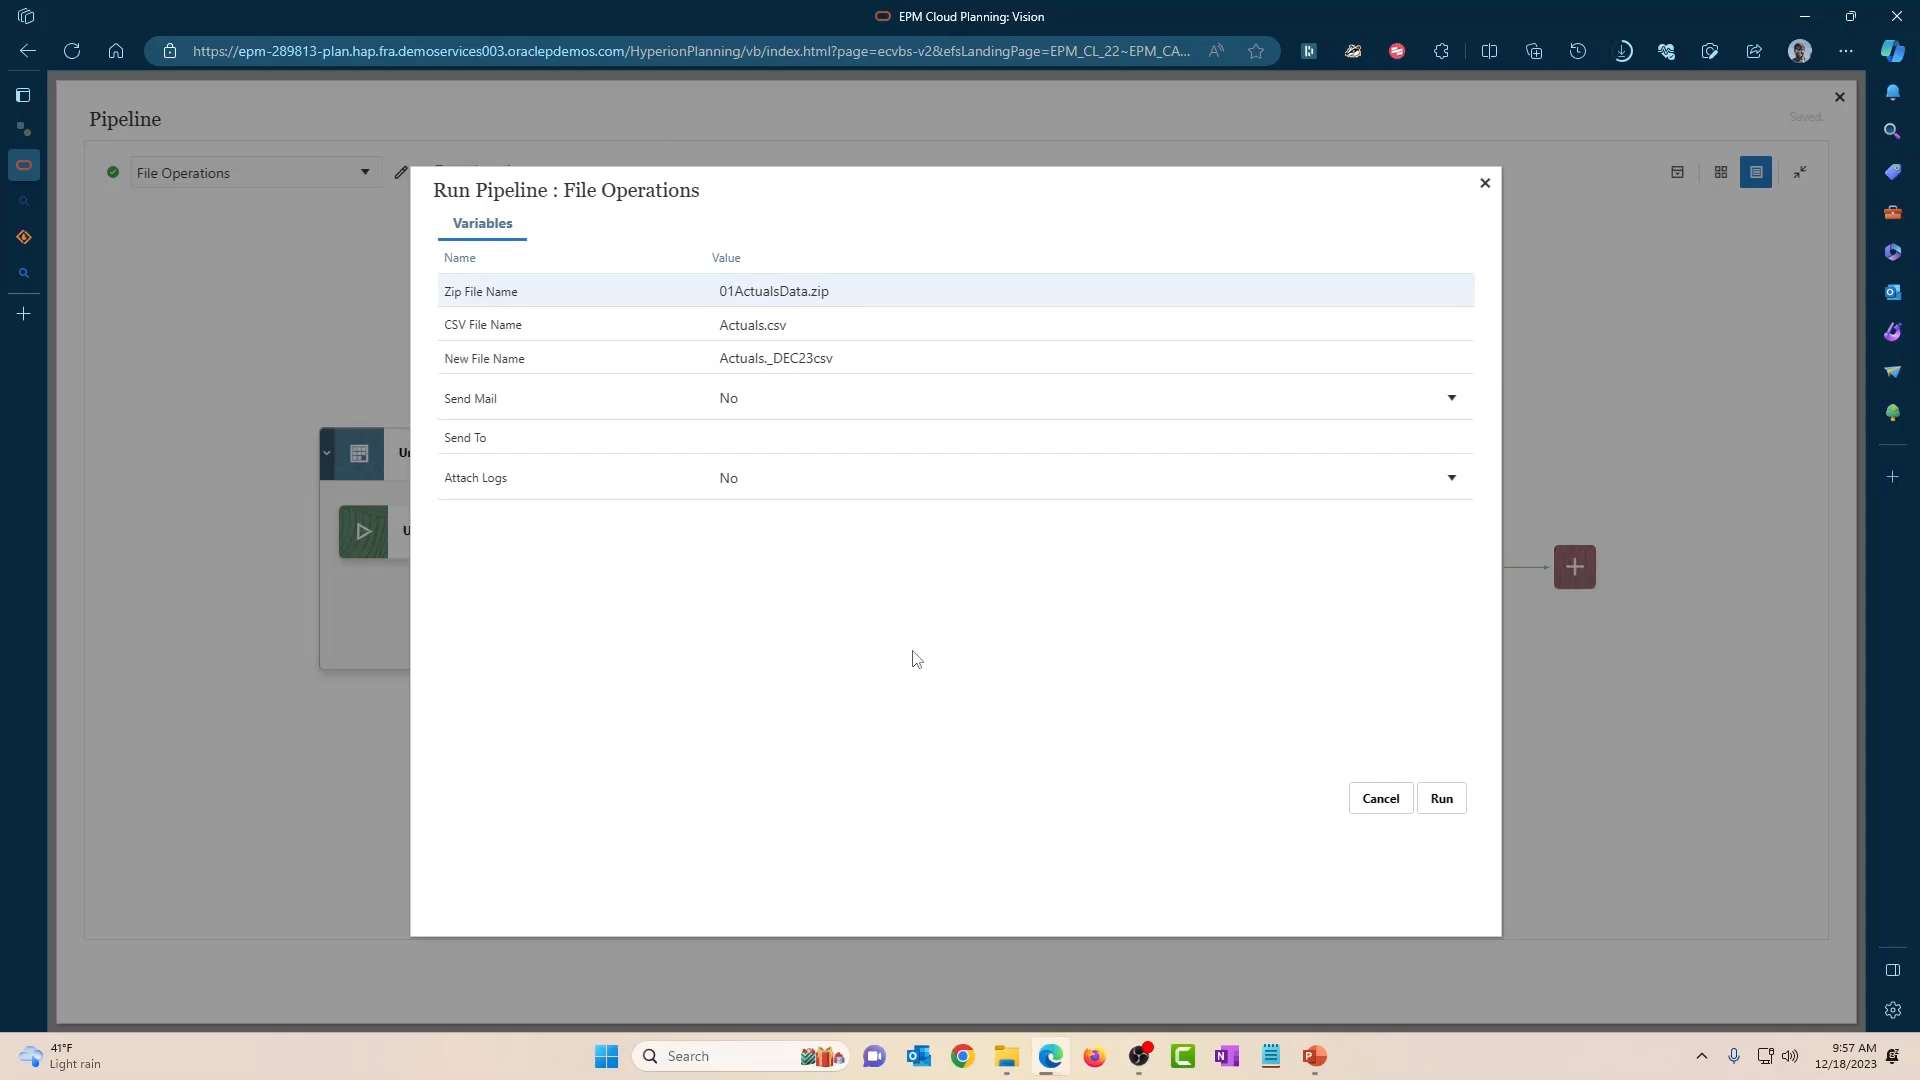 EPM Cloud Planning: Vision
https://epm-289813-plan.hap.fra.demoservices003.oraclepdemos.com/HyperionPlanning/vb/index.html?page=ecvbs-v2&efsLandingPage=EPM_CL_22~EPM_CA...
Pipeline
Saved.
File Operations
Run Pipeline : File Operations
Variables
Name Value
Zip File Name 01ActualsData.zip
CSV File Name Actuals.csv
New File Name Actuals._DEC23csv
Send Mail No
Send To
Attach Logs No
Cancel Run
41°F
Light rain
Search
9:57 AM
12/18/2023